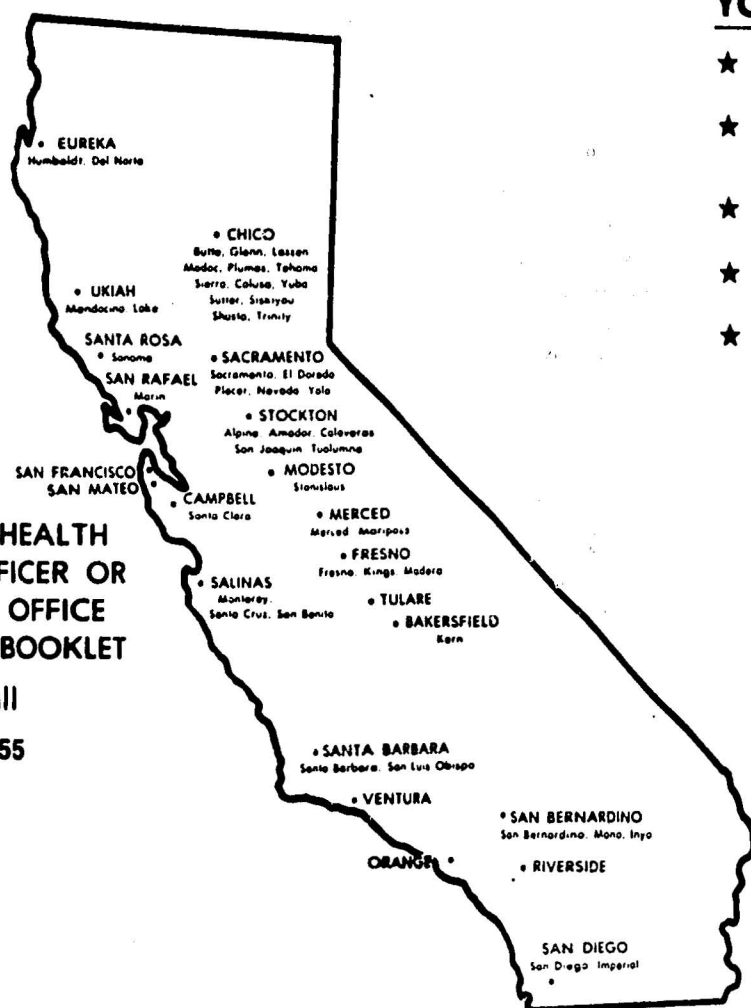 YO
EUREKA
Humboldt, Del Norte
CHICO
Butte, Glenn, Lassen
Modoc, Plumas, Tehama
Sierra, Colusa, Yuba
Sutter, Siskiyou
Shasta, Trinity
UKIAH
Mendocino, Lake
SANTA ROSA
Sonoma
SAN RAFAEL
Marin
SACRAMENTO
Sacramento, El Dorado
Placer, Nevada Yolo
STOCKTON
Alpine, Amador, Calaveras
San Joaquin, Tuolumne
SAN FRANCISCO
SAN MATEO
MODESTO
Stanislaus
CAMPBELL
Santa Clara
MERCED
Merced, Mariposa
FRESNO
Fresno, Kings, Madera
SALINAS
Monterey,
Santa Cruz, San Benito
TULARE
BAKERSFIELD
Kern
HEALTH
FICER OR
OFFICE
BOOKLET
ll
55
SANTA BARBARA
Santa Barbara, San Luis Obispo
VENTURA
SAN BERNARDINO
San Bernardino, Mono, Inyo
ORANGE
RIVERSIDE
SAN DIEGO
San Diego, Imperial